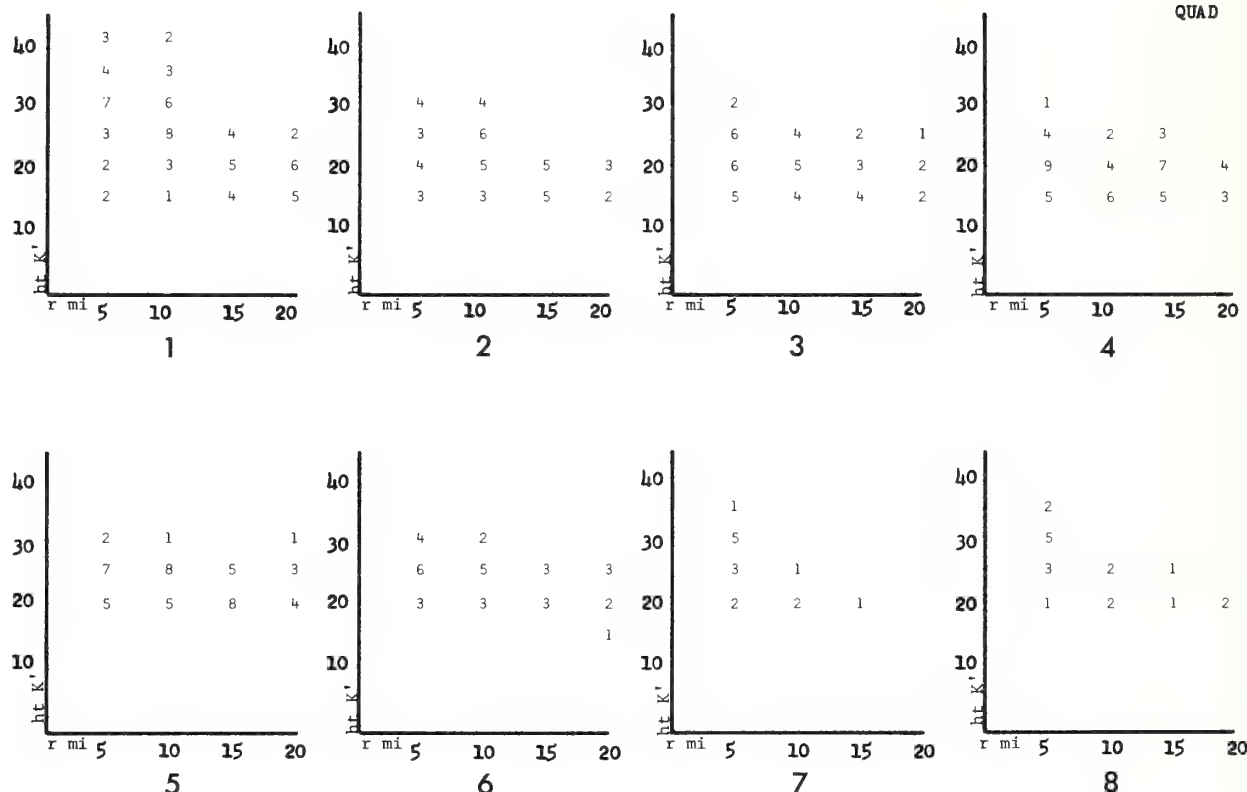 QUAD
40 3 2 40 40 40
4 3
30 7 6 30 4 4 30 2 30 1
3 8 4 2 3 6 6 4 2 1 4 2 3
20 2 3 5 6 20 4 5 5 3 20 6 5 3 2 20 9 4 7 4
2 1 4 5 3 3 5 2 5 4 4 2 5 6 5 3
10 10 10 10
ht K' ht K' ht K' ht K'
r mi 5 10 15 20 r mi 5 10 15 20 r mi 5 10 15 20 r mi 5 10 15 20
1 2 3 4
40 40 40 40
1 2
30 2 1 1 30 4 2 30 5 30 5
7 8 5 3 6 5 3 3 3 1 3 2 1
20 5 5 8 4 20 3 3 3 2 20 2 2 1 20 1 2 1 2
1
10 10 10 10
ht K' ht K' ht K' ht K'
r mi 5 10 15 20 r mi 5 10 15 20 r mi 5 10 15 20 r mi 5 10 15 20
5 6 7 8